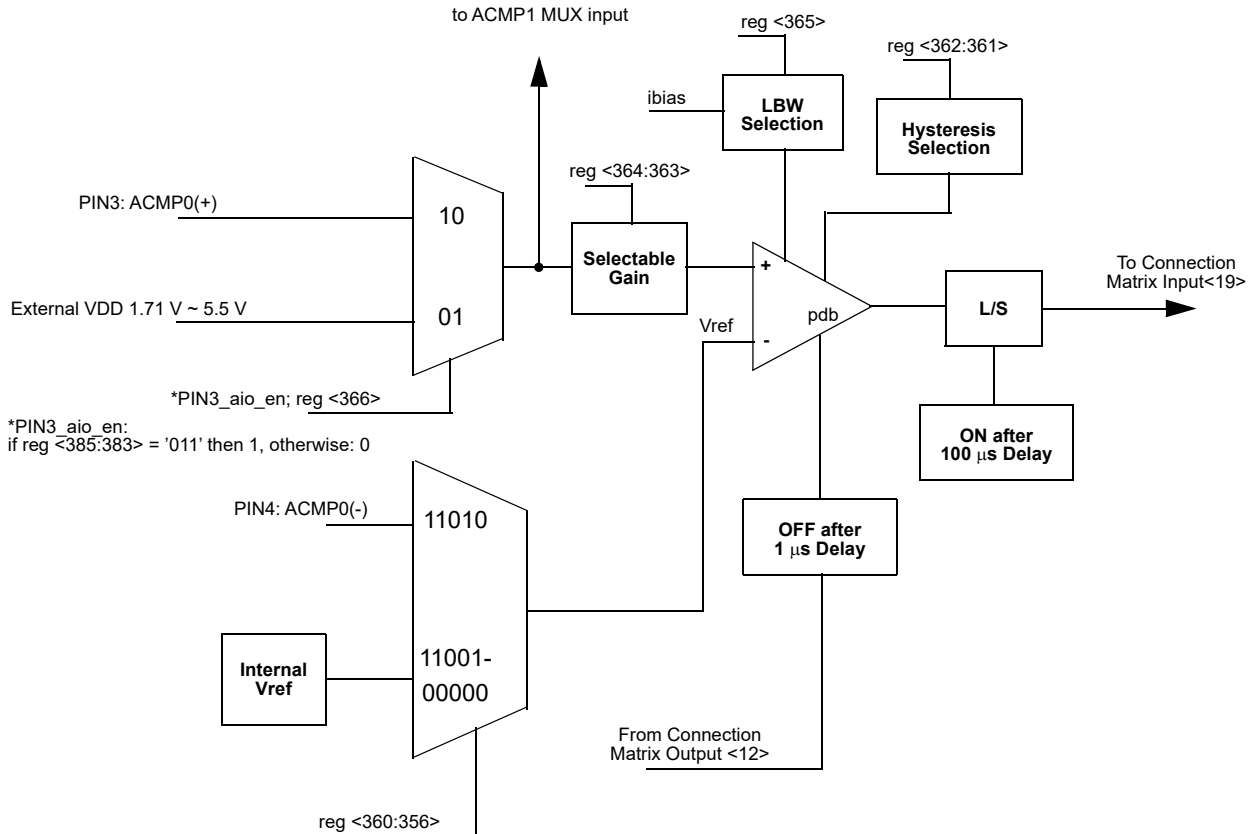 to ACMP1 MUX input
reg <365>
reg <362:361>
ibias
LBW
Selection
Hysteresis
Selection
reg <364:363>
PIN3: ACMP0(+)
10
Selectable
Gain
+
To Connection
Matrix Input<19>
External VDD 1.71 V ~ 5.5 V
01
Vref
-
pdb
L/S
*PIN3_aio_en; reg <366>
*PIN3_aio_en:
if reg <385:383> = ’011’ then 1, otherwise: 0
ON after
100 μs Delay
PIN4: ACMP0(-)
11010
OFF after
1 μs Delay
Internal
Vref
11001-
00000
From Connection
Matrix Output <12>
reg <360:356>